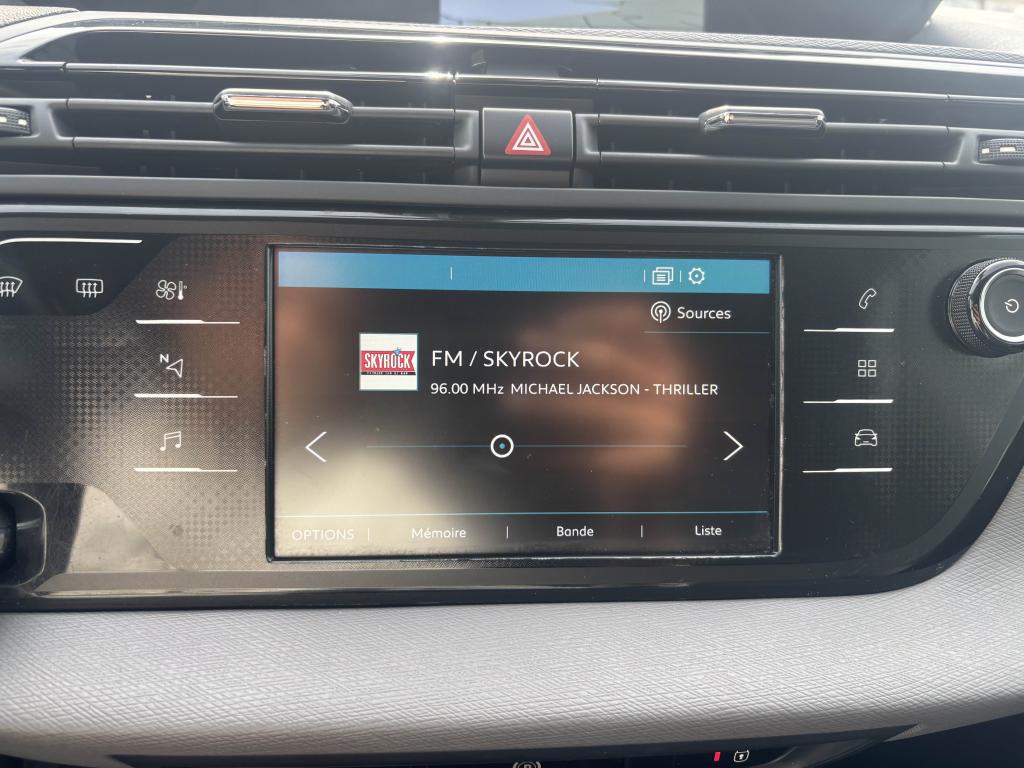 N
Sources
SKYROCK
FM / SKYROCK
96.00 MHz MICHAEL JACKSON - THRILLER
OPTIONS Mémoire Bande Liste